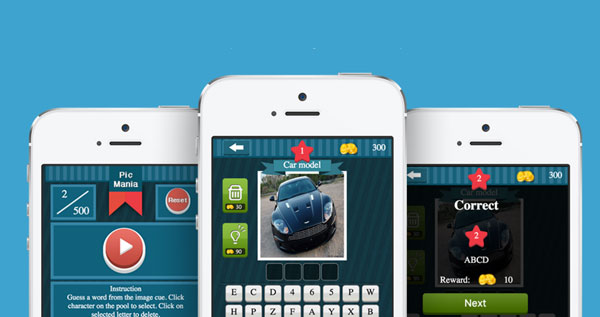 Pic
Mania
2
/
500
Reset
Instruction
Guess a word from the image cue. Click
character on the pool to select. Click on
selected letter to delete.
1
300
Car model
30
90
E C D 4 6 5 P W
H P Z A W R B
2
300
Car model
Correct
2
ABCD
Reward: 10
Next